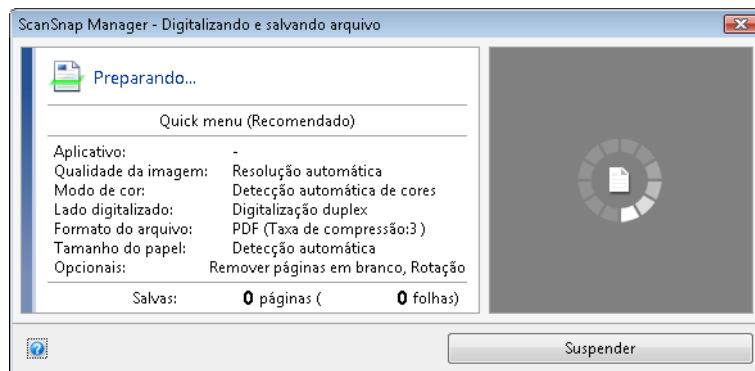 ScanSnap Manager - Digitalizando e salvando arquivo
Preparando...
Quick menu (Recomendado)
Aplicativo: -
Qualidade da imagem: Resolução automática
Modo de cor: Detecção automática de cores
Lado digitalizado: Digitalização duplex
Formato do arquivo: PDF (Taxa de compressão:3 )
Tamanho do papel: Detecção automática
Opcionais: Remover páginas em branco, Rotação
Salvas: 0 páginas ( 0 folhas)
Suspender